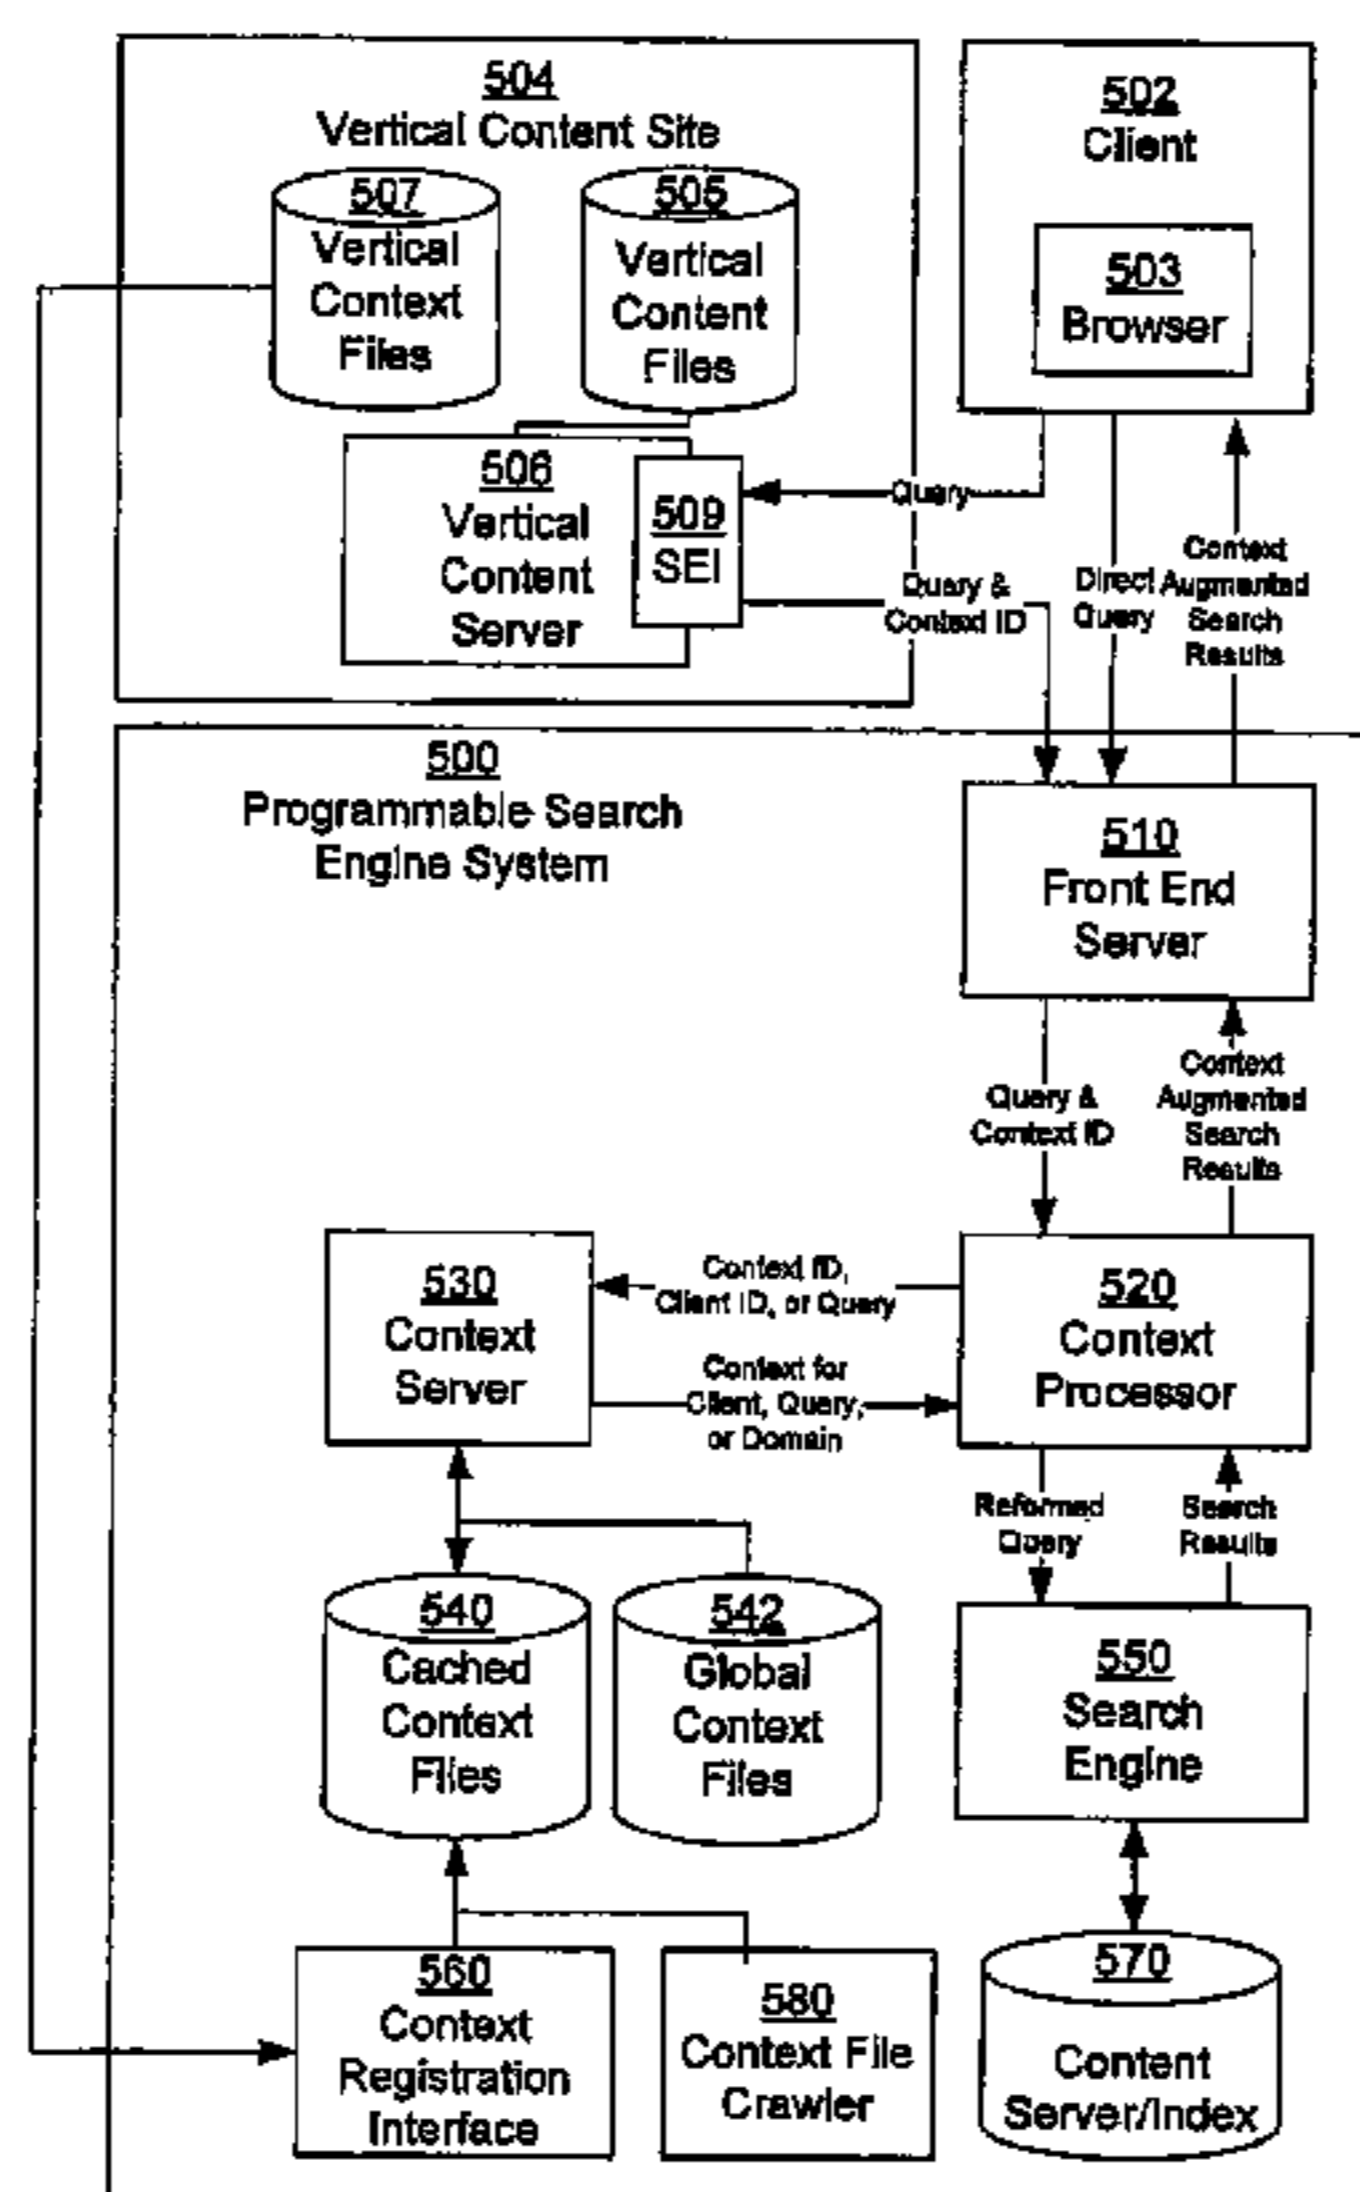 504
Vertical Content Site
507
Vertical
Context
Files
505
Vertical
Content
Files
506
Vertical
Content
Server
509
SEI
502
Client
503
Browser
Query
Query &
Context ID
Direct
Query
Context
Augmented
Search
Results
500
Programmable Search
Engine System
510
Front End
Server
Query &
Context ID
Context
Augmented
Search
Results
530
Context
Server
Context ID,
Client ID, or Query
Context for
Client, Query,
or Domain
520
Context
Processor
Reformed
Query
Search
Results
540
Cached
Context
Files
542
Global
Context
Files
550
Search
Engine
560
Context
Registration
Interface
580
Context File
Crawler
570
Content
Server/Index